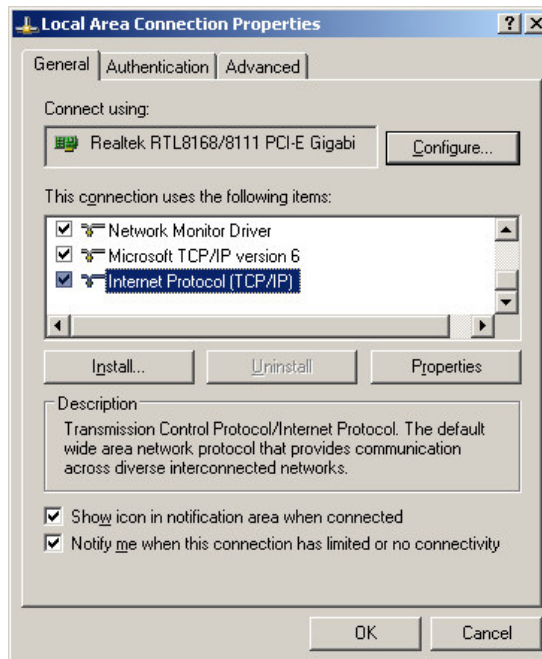 Local Area Connection Properties
General
Authentication
Advanced
Connect using:
Realtek RTL8168/8111 PCI-E Gigabi
Configure...
This connection uses the following items:
Network Monitor Driver
Microsoft TCP/IP version 6
Internet Protocol (TCP/IP)
Install...
Uninstall
Properties
Description
Transmission Control Protocol/Internet Protocol. The default
wide area network protocol that provides communication
across diverse interconnected networks.
Show icon in notification area when connected
Notify me when this connection has limited or no connectivity
OK
Cancel